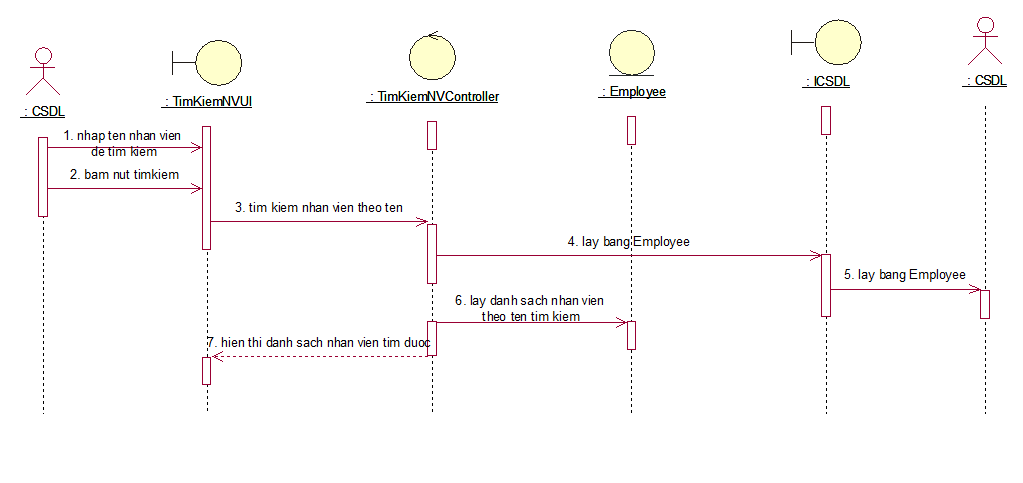 : CSDL
: TimKiemNVUI
: TimKiemNVController
: Employee
: ICSDL
: CSDL
1. nhap ten nhan vien
de tim kiem
2. bam nut timkiem
3. tim kiem nhan vien theo ten
4. lay bang Employee
5. lay bang Employee
6. lay danh sach nhan vien
theo ten tim kiem
7. hien thi danh sach nhan vien tim duoc